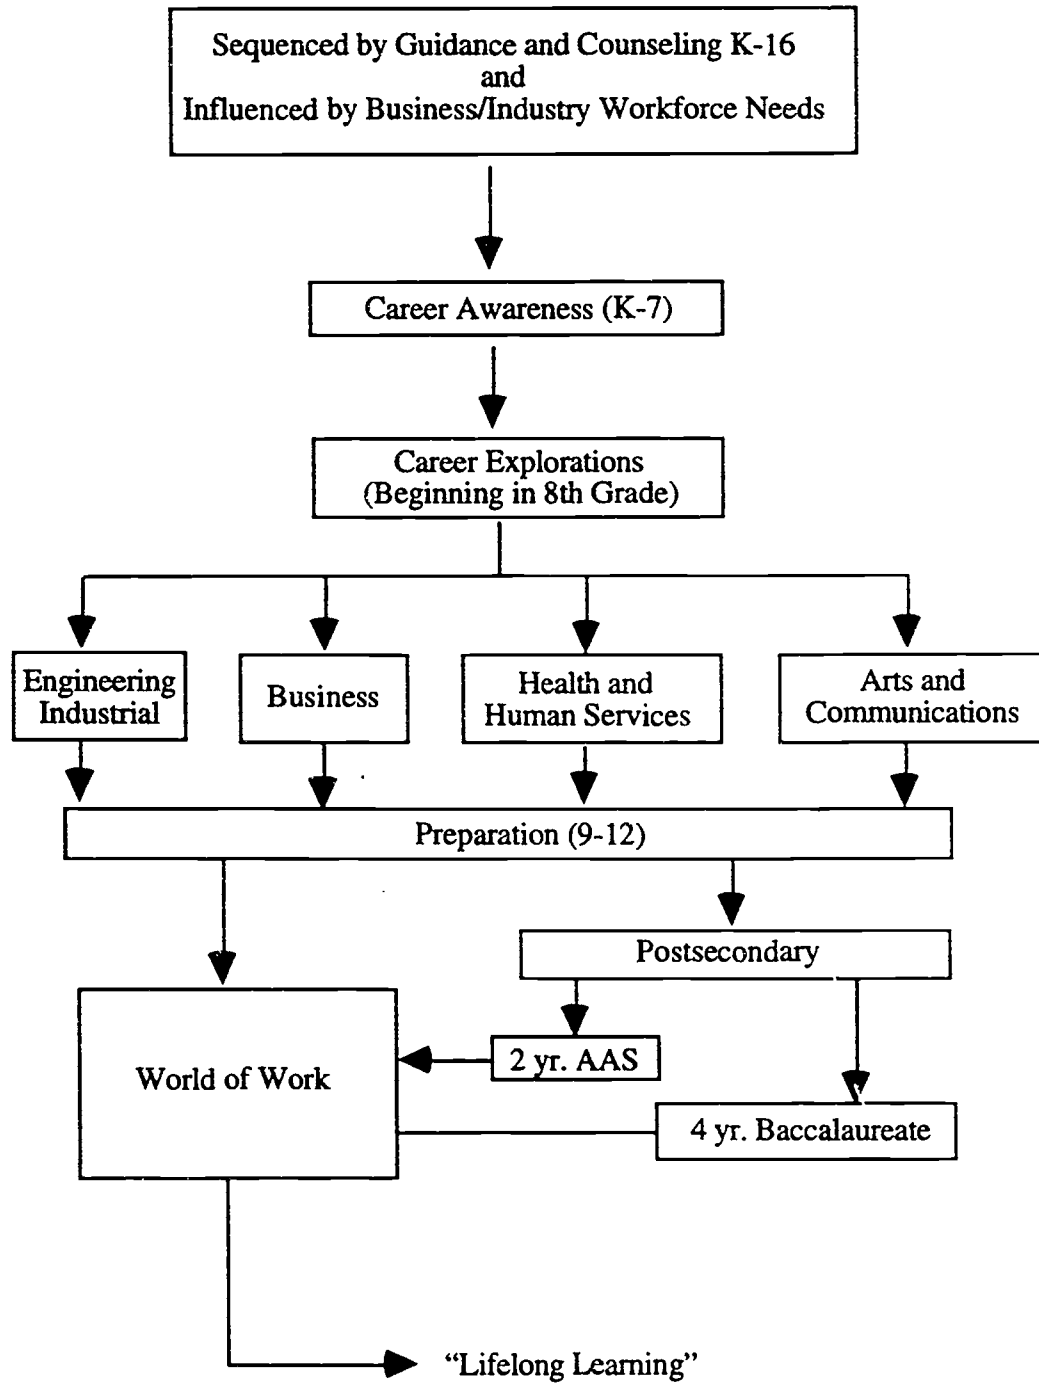 Sequenced by Guidance and Counseling K-16
and
Influenced by Business/Industry Workforce Needs
Career Awareness (K-7)
Career Explorations
(Beginning in 8th Grade)
Engineering
Industrial
Business
Health and
Human Services
Arts and
Communications
Preparation (9-12)
Postsecondary
2 yr. AAS
World of Work
4 yr. Baccalaureate
“Lifelong Learning”